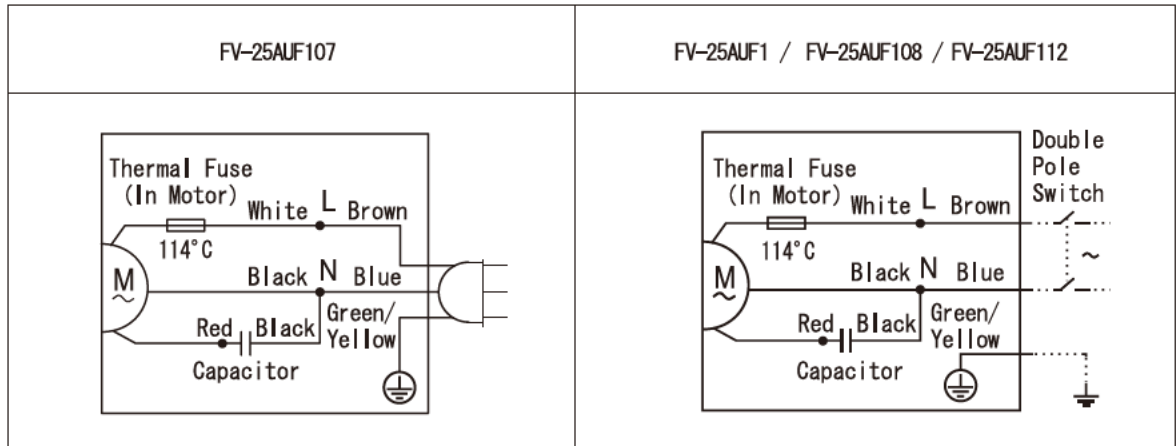 FV-25AUF107
FV-25AUF1 / FV-25AUF108 / FV-25AUF112
Thermal Fuse
(In Motor)
White L Brown
114°C
M
~
Black N Blue
Green/
Yellow
Red Black
Capacitor
Double
Pole
Switch
Thermal Fuse
(In Motor)
White L Brown
114°C
M
~
Black N Blue
~
Green/
Yellow
Red Black
Capacitor